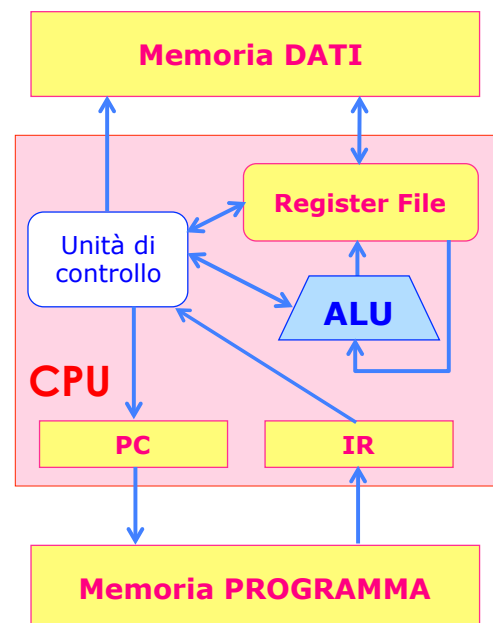 Memoria DATI
Register File
Unità di
controllo
ALU
CPU
PC
IR
Memoria PROGRAMMA